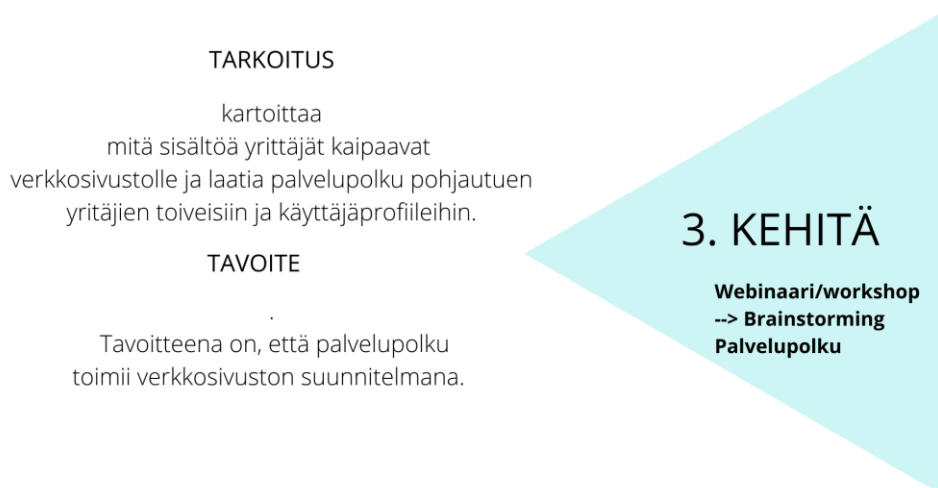 TARKOITUS
kartoittaa
mitä sisältöä yrittäjät kaipaavat
verkkosivustolle ja laatia palvelupolku pohjautuen
yritäjien toiveisiin ja käyttäjäprofiileihin.
TAVOITE
.
Tavoitteena on, että palvelupolku
toimii verkkosivuston suunnitelmana.
3. KEHITÄ
Webinaari/workshop
--> Brainstorming
Palvelupolku